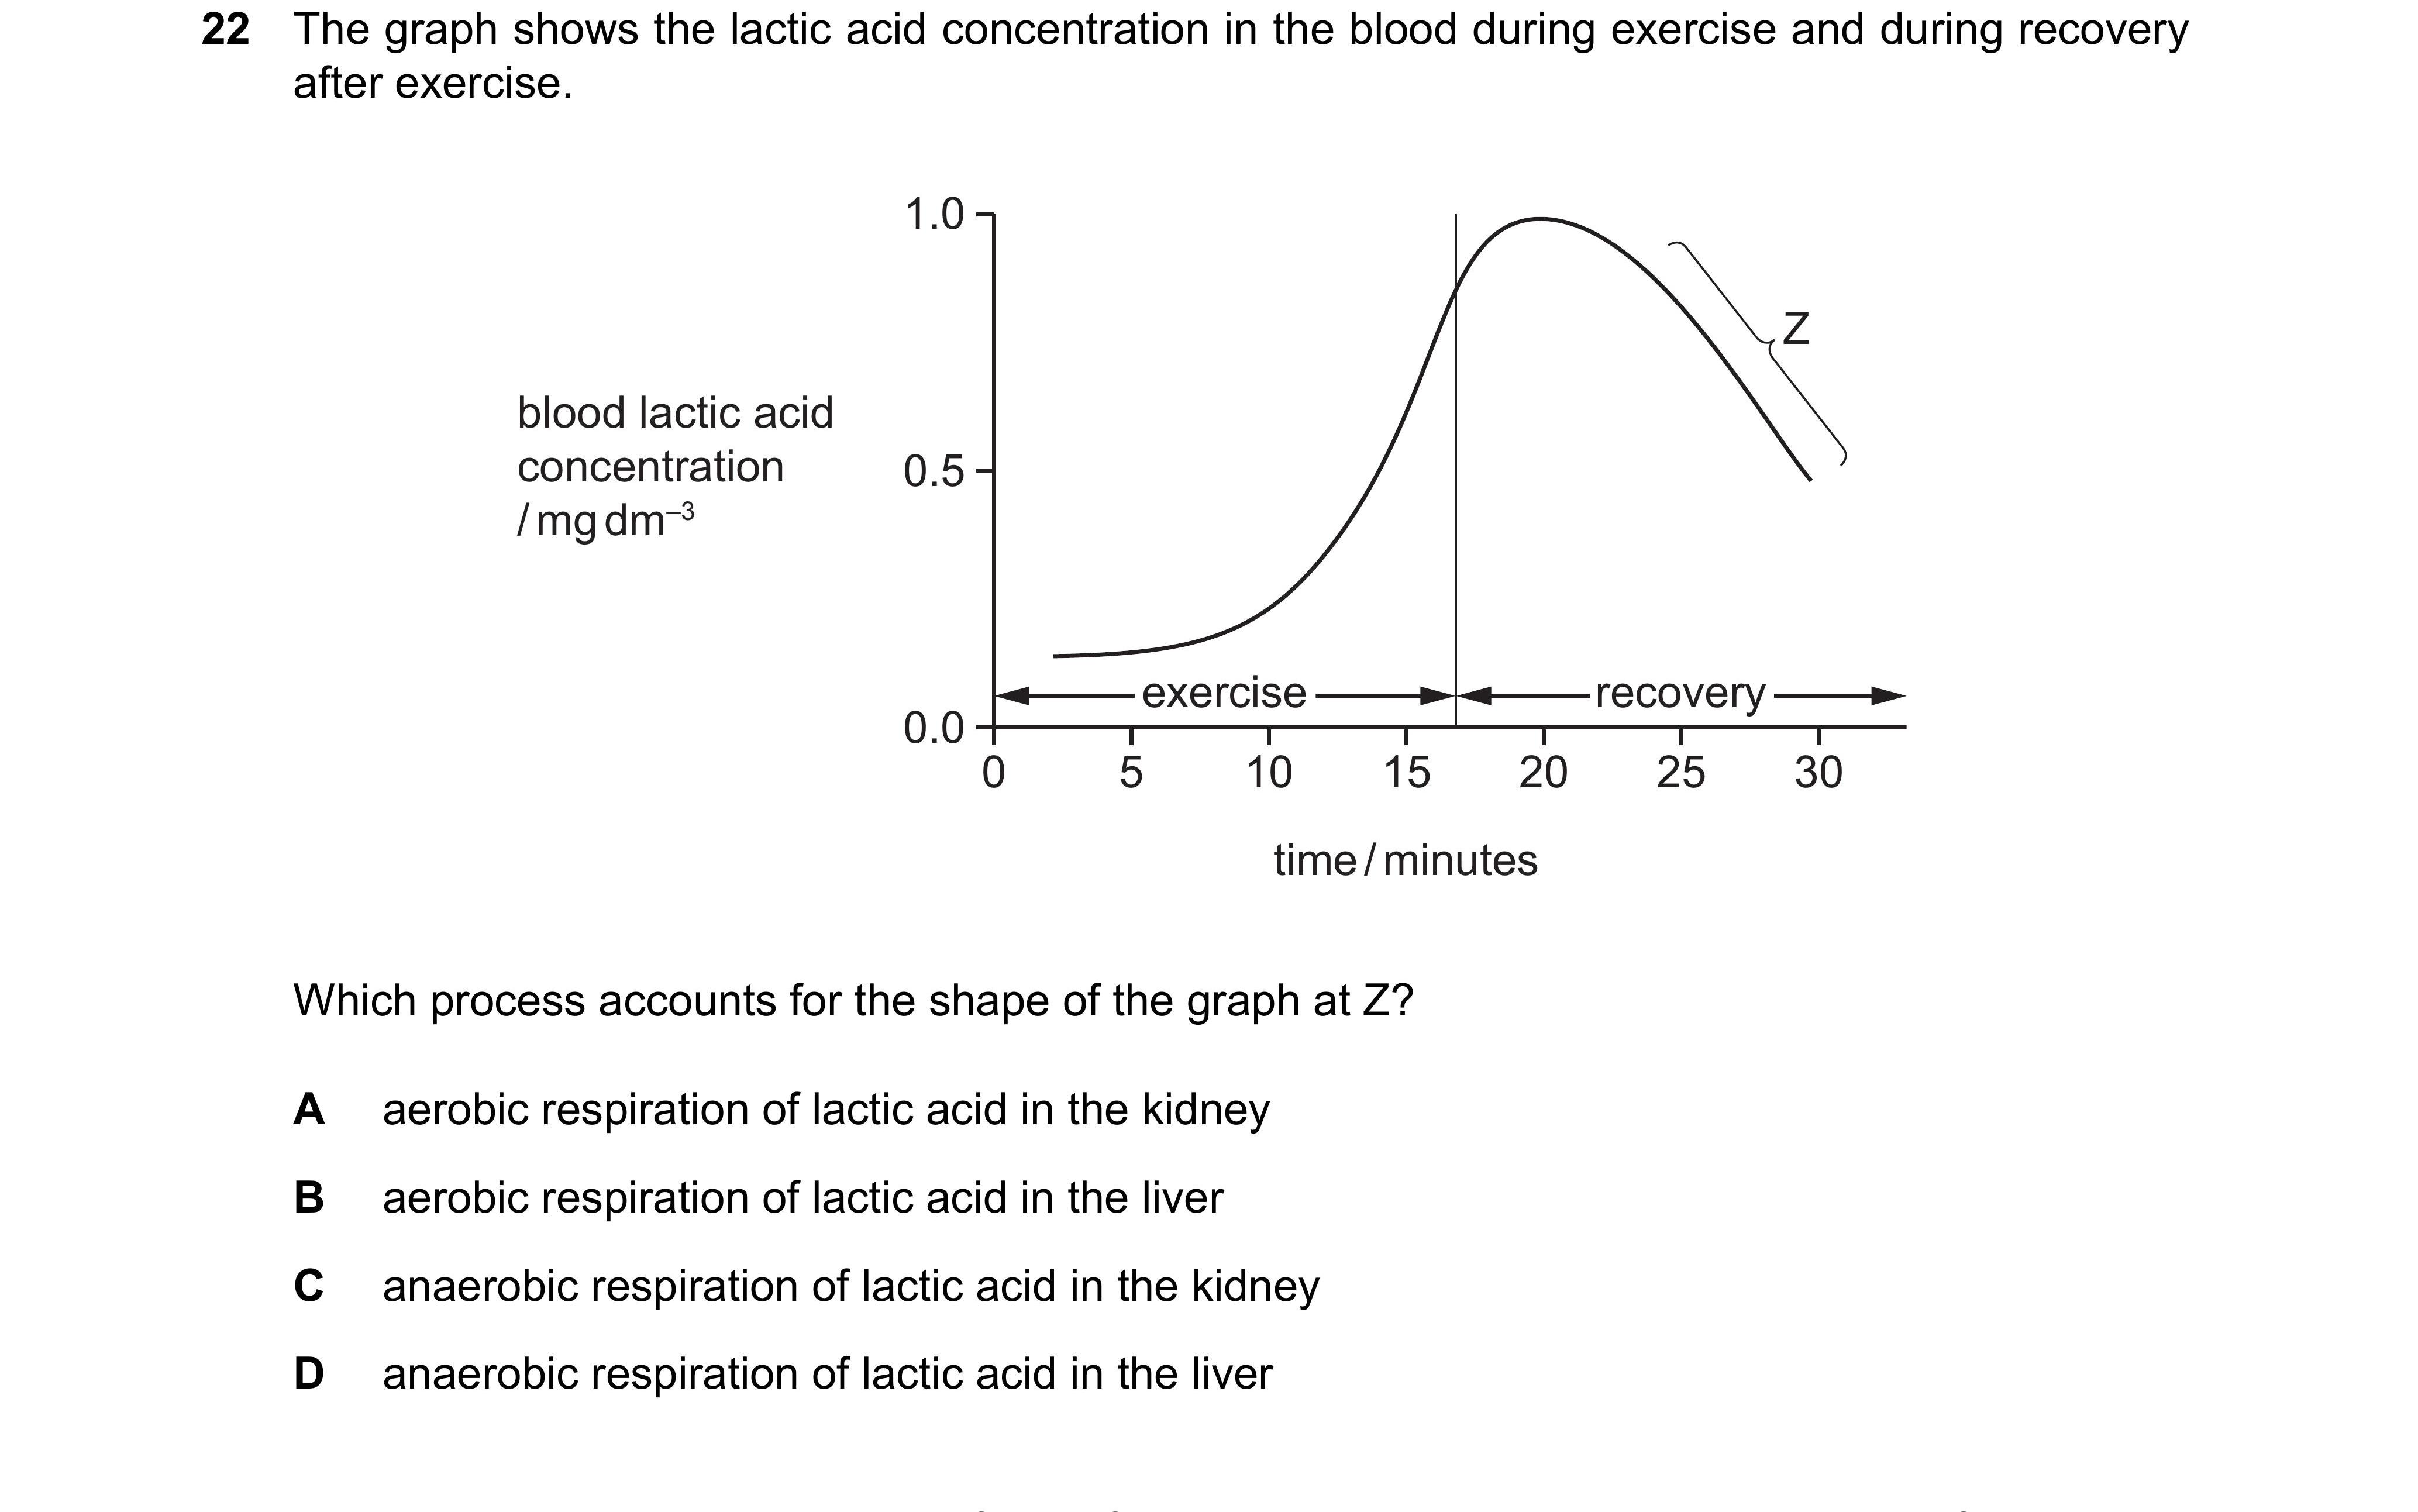 22 The graph shows the lactic acid concentration in the blood during exercise and during recovery
after exercise.
1.0
Z
blood lactic acid
concentration
/ mg dm⁻³
0.5
exercise
recovery
0.0
0 5 10 15 20 25 30
time / minutes
Which process accounts for the shape of the graph at Z?
A aerobic respiration of lactic acid in the kidney
B aerobic respiration of lactic acid in the liver
C anaerobic respiration of lactic acid in the kidney
D anaerobic respiration of lactic acid in the liver